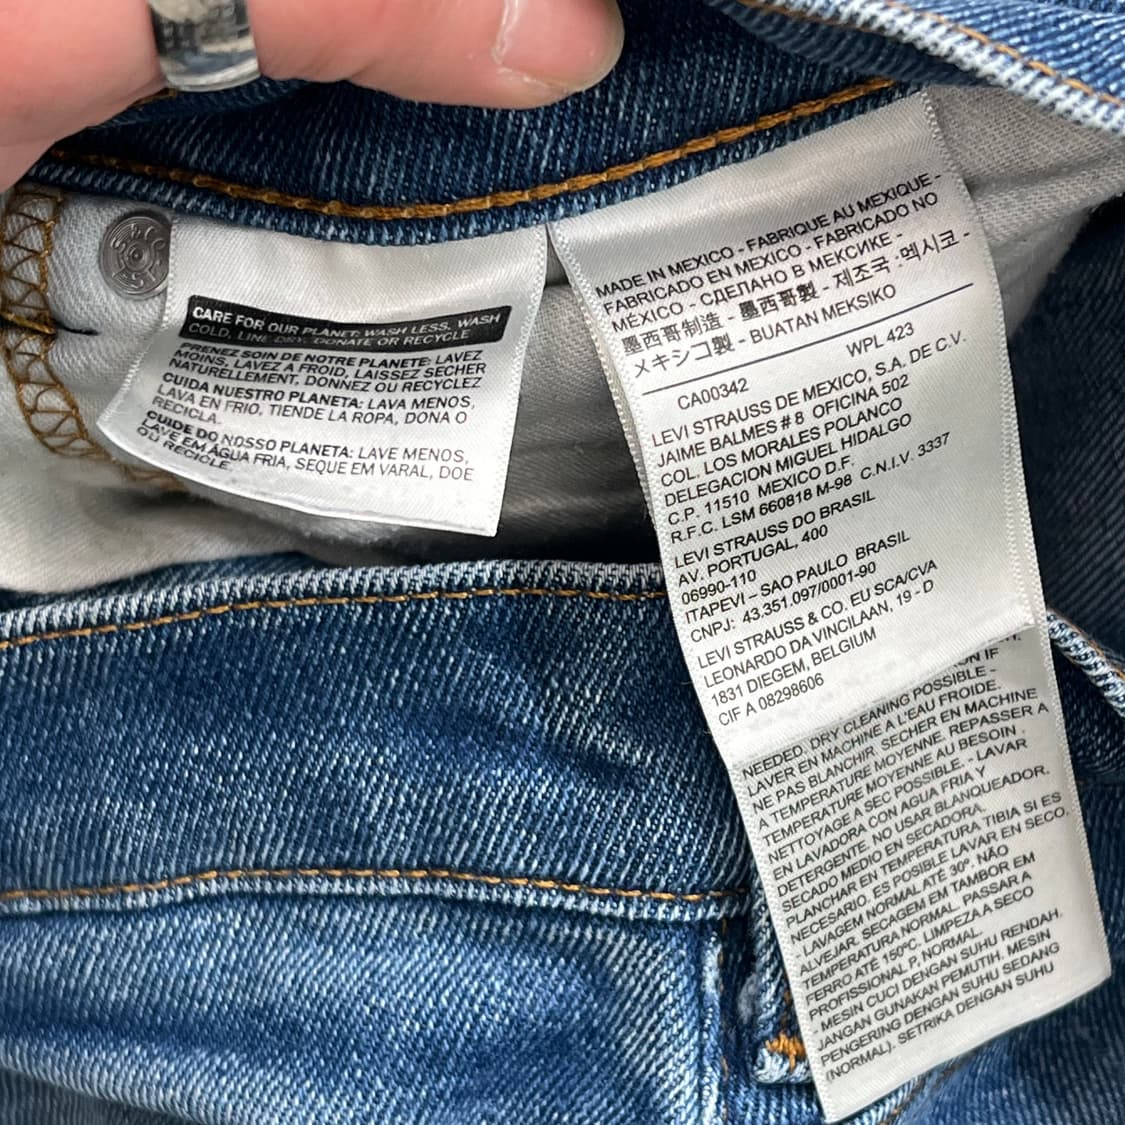 CARE FOR OUR PLANET: WASH LESS, WASH
COLD, LINE DRY, DONATE OR RECYCLE
PRENEZ SOIN DE NOTRE PLANETE: LAVEZ
MOINS, LAVEZ A FROID, LAISSEZ SÉCHER
NATURELLEMENT, DONNEZ OU RECYCLEZ
CUIDA NUESTRO PLANETA: LAVA MENOS,
LAVA EN FRIO, TIENDE LA ROPA, DONA O
RECICLA.
CUIDE DO NOSSO PLANETA: LAVE MENOS,
LAVE EM ÁGUA FRIA, SEQUE EM VARAL, DOE
OU RECICLE.
MADE IN MEXICO - FABRIQUE AU MEXIQUE -
FABRICADO EN MEXICO - FABRICADO NO
MÉXICO - СДЕЛАНО В МЕКСИКЕ -
墨西哥制造 - 墨西哥製 - 제조국 :멕시코 -
メキシコ製 - BUATAN MEKSIKO
CA00342 WPL 423
LEVI STRAUSS DE MEXICO, S.A. DE C.V.
JAIME BALMES # 8 OFICINA 502
COL. LOS MORALES POLANCO
DELEGACION MIGUEL HIDALGO
C.P. 11510 MEXICO D.F.
R.F.C. LSM 660818 M-98 C.N.I.V. 3337
LEVI STRAUSS DO BRASIL
AV. PORTUGAL, 400
06990-110
ITAPEVI - SAO PAULO BRASIL
CNPJ: 43.351.097/0001-90
LEVI STRAUSS & CO. EU SCA/CVA
LEONARDO DA VINCILAAN, 19 - D
1831 DIEGEM, BELGIUM
CIF A 08298606
IF
NEEDED. DRY CLEANING POSSIBLE -
LAVER EN MACHINE A L'EAU FROIDE.
NE PAS BLANCHIR. SECHER EN MACHINE
A TEMPERATURE MOYENNE. REPASSER A
TEMPERATURE MOYENNE AU BESOIN .
NETTOYAGE A SEC POSSIBLE. - LAVAR
EN LAVADORA CON AGUA FRIA Y
DETERGENTE. NO USAR BLANQUEADOR.
SECADO MEDIO EN SECADORA.
PLANCHAR EN TEMPERATURA TIBIA SI ES
NECESARIO. ES POSIBLE LAVAR EN SECO.
- LAVAGEM NORMAL ATÉ 30º. NÃO
ALVEJAR. SECAGEM EM TAMBOR EM
TEMPERATURA NORMAL. PASSAR A
FERRO ATÉ 150ºC. LIMPEZA A SECO
PROFISSIONAL P, NORMAL
- MESIN CUCI DENGAN SUHU RENDAH.
JANGAN GUNAKAN PEMUTIH. MESIN
PENGERING DENGAN SUHU SEDANG
(NORMAL). SETRIKA DENGAN SUHU